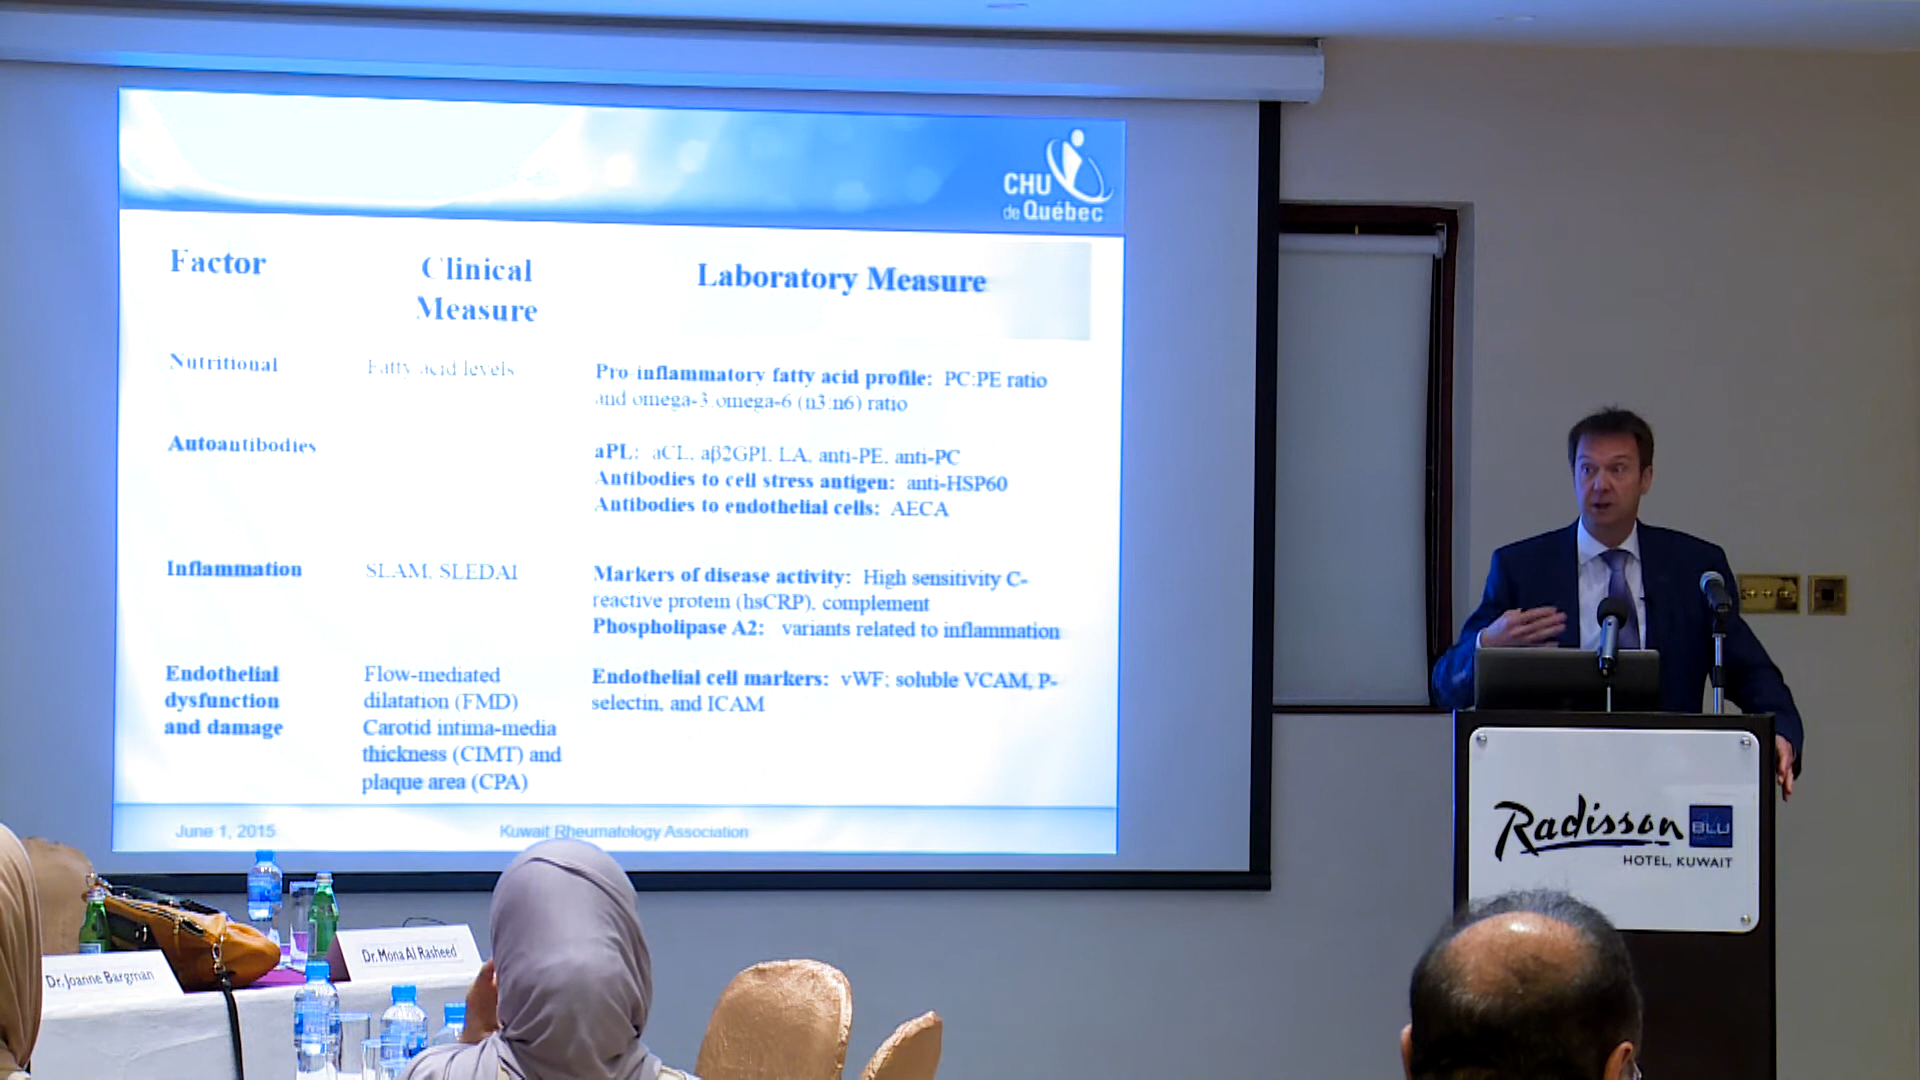 CHU
de Québec
Factor
Clinical
Measure
Laboratory Measure
Nutritional
Fatty acid levels
Pro-inflammatory fatty acid profile: PC:PE ratio
and omega-3:omega-6 (n3:n6) ratio
Autoantibodies
aPL: aCL, aβ2GPI, LA, anti-PE, anti-PC
Antibodies to cell stress antigen: anti-HSP60
Antibodies to endothelial cells: AECA
Inflammation
SLAM, SLEDAI
Markers of disease activity: High sensitivity C-
reactive protein (hsCRP), complement
Phospholipase A2: variants related to inflammation
Endothelial
dysfunction
and damage
Flow-mediated
dilatation (FMD)
Carotid intima-media
thickness (CIMT) and
plaque area (CPA)
Endothelial cell markers: vWF; soluble VCAM, P-
selectin, and ICAM
June 1, 2015
Kuwait Rheumatology Association
Radisson
BLU
HOTEL, KUWAIT
Dr. Joanne Bargman
Dr. Mona Al Rasheed